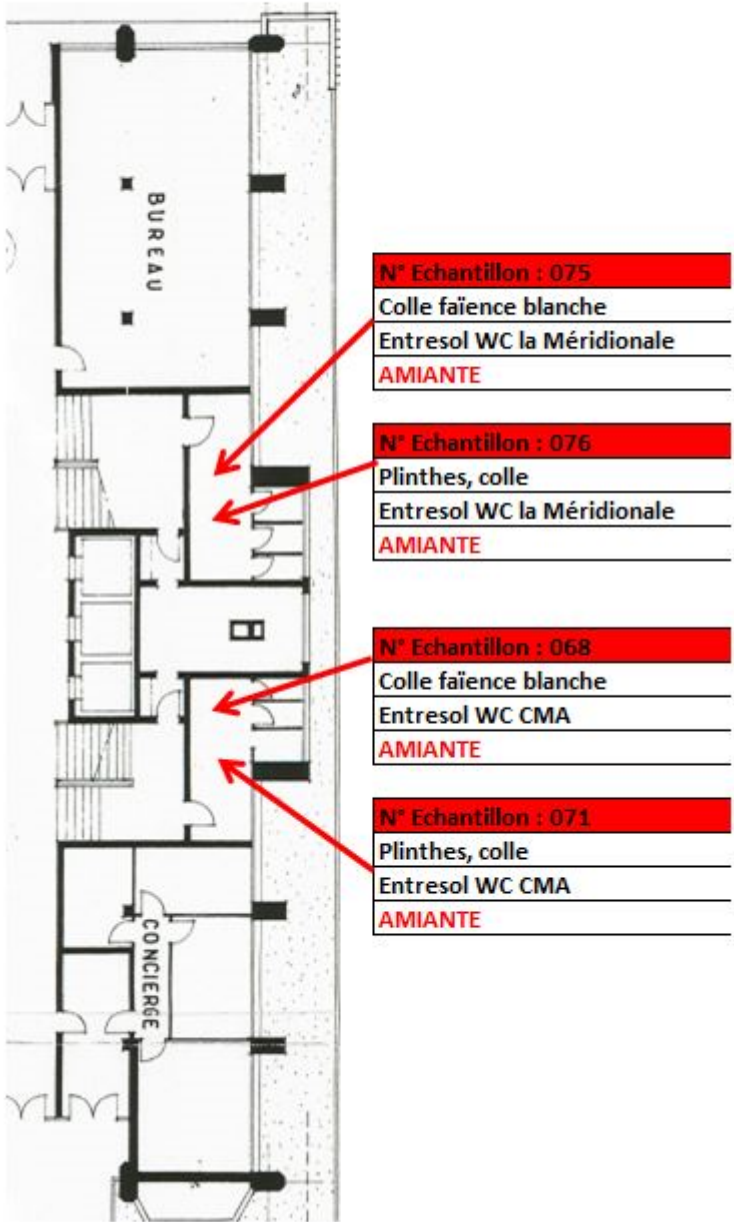 BUREAU
N° Echantillon : 075
Colle faïence blanche
Entresol WC la Méridionale
AMIANTE
N° Echantillon : 076
Plinthes, colle
Entresol WC la Méridionale
AMIANTE
N° Echantillon : 068
Colle faïence blanche
Entresol WC CMA
AMIANTE
N° Echantillon : 071
Plinthes, colle
Entresol WC CMA
AMIANTE
CONCIERGE